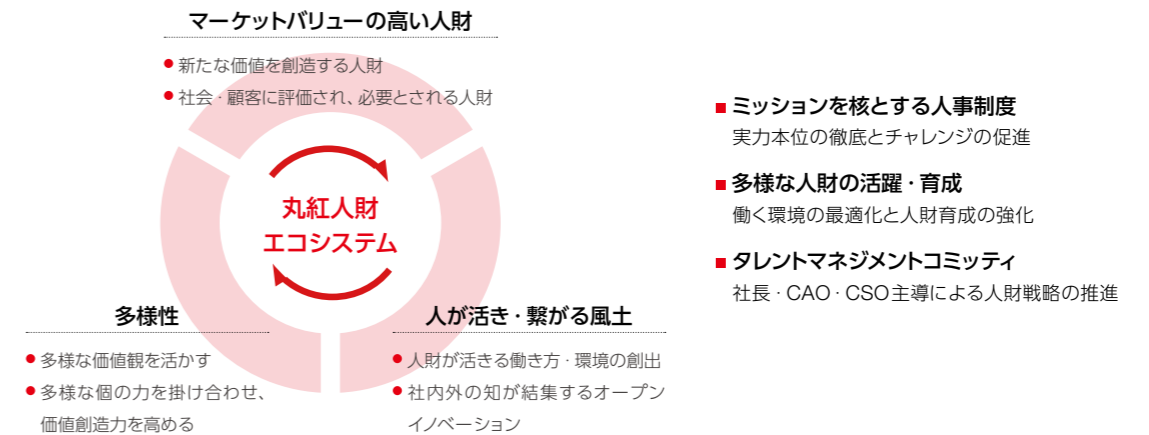 マーケットバリューの高い人財
● 新たな価値を創造する人財
● 社会・顧客に評価され、必要とされる人財
丸紅人財
エコシステム
多様性
● 多様な価値観を活かす
● 多様な個の力を掛け合わせ、
価値創造力を高める
人が活き・繋がる風土
● 人財が活きる働き方・環境の創出
● 社内外の知が結集するオープン
イノベーション
■ ミッションを核とする人事制度
実力本位の徹底とチャレンジの促進
■ 多様な人財の活躍・育成
働く環境の最適化と人財育成の強化
■ タレントマネジメントコミッティ
社長・CAO・CSO主導による人財戦略の推進